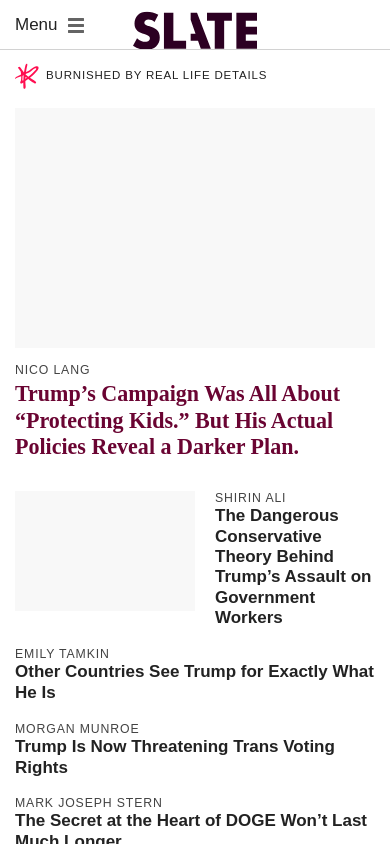 Menu
SLATE
BURNISHED BY REAL LIFE DETAILS
NICO LANG
Trump’s Campaign Was All About
“Protecting Kids.” But His Actual
Policies Reveal a Darker Plan.
SHIRIN ALI
The Dangerous
Conservative
Theory Behind
Trump’s Assault on
Government
Workers
EMILY TAMKIN
Other Countries See Trump for Exactly What
He Is
MORGAN MUNROE
Trump Is Now Threatening Trans Voting
Rights
MARK JOSEPH STERN
The Secret at the Heart of DOGE Won’t Last
Much Longer